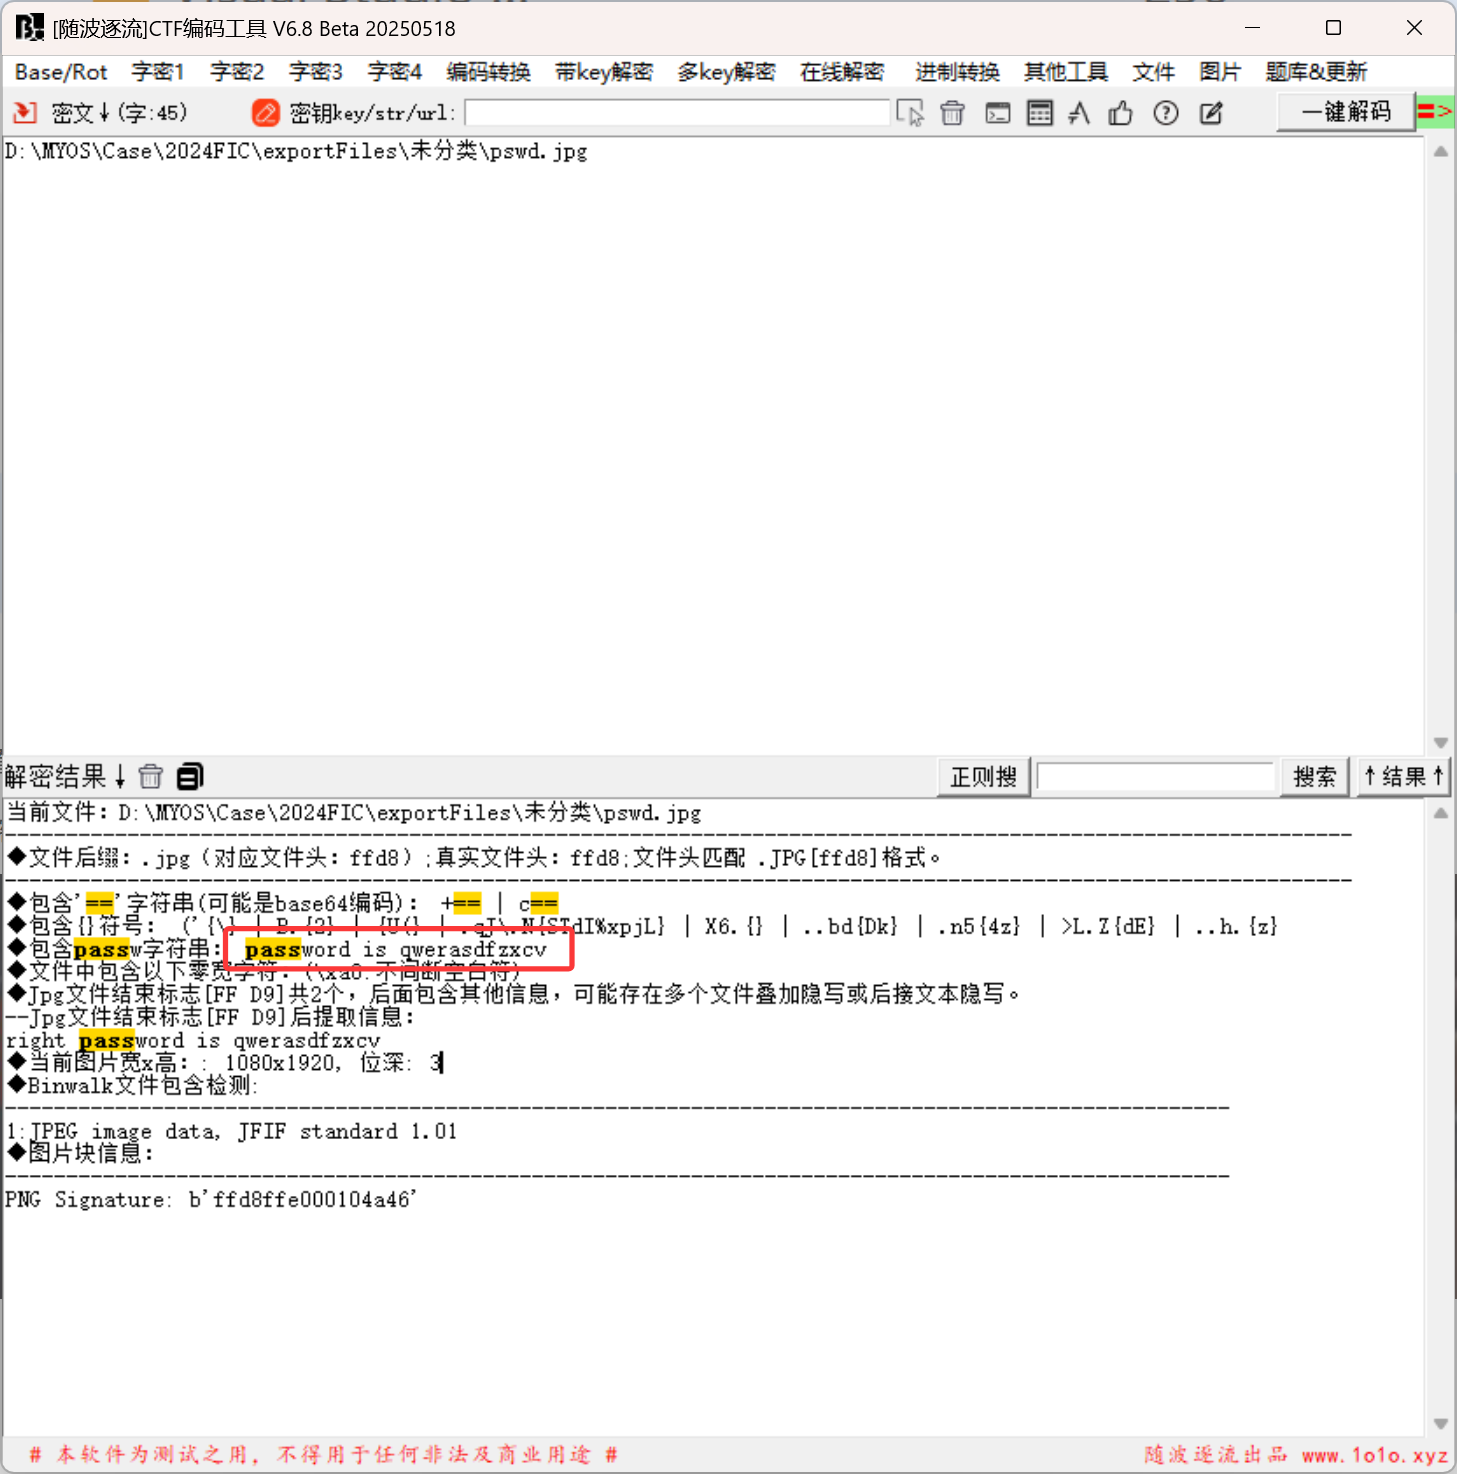 [随波逐流]CTF编码工具 V6.8 Beta 20250518
Base/Rot 字密1 字密2 字密3 字密4 编码转换 带key解密 多key解密 在线解密 进制转换 其他工具 文件 图片 题库&更新
密文↓(字:45) 密钥key/str/url: 一键解码 =>
D:\MYOS\Case\2024FIC\exportFiles\未分类\pswd.jpg
解密结果↓ 正则搜 搜索 ↑结果↑
当前文件: D:\MYOS\Case\2024FIC\exportFiles\未分类\pswd.jpg
◆文件后缀: .jpg (对应文件头: ffd8) ;真实文件头: ffd8;文件头匹配 .JPG[ffd8]格式。
◆包含'=='字符串(可能是base64编码): +== | c==
◆包含{}符号: ('{\} | B.{2} | {U(} | .qJ\.N{STdI%xpjL} | X6.{} | ..bd{Dk} | .n5{4z} | >L.Z{dE} | ..h.{z}
◆包含passw字符串: password is qwerasdfzxcv
◆文件中包含以下零宽字符: (\xa0:不间断空白符)
◆Jpg文件结束标志[FF D9]共2个, 后面包含其他信息, 可能存在多个文件叠加隐写或后接文本隐写。
--Jpg文件结束标志[FF D9]后提取信息:
right password is qwerasdfzxcv
◆当前图片宽x高: : 1080x1920, 位深: 3
◆Binwalk文件包含检测:
1:JPEG image data, JFIF standard 1.01
◆图片块信息:
PNG Signature: b'ffd8ffe000104a46'
# 本软件为测试之用, 不得用于任何非法及商业用途 # 随波逐流出品 www.1o1o.xyz